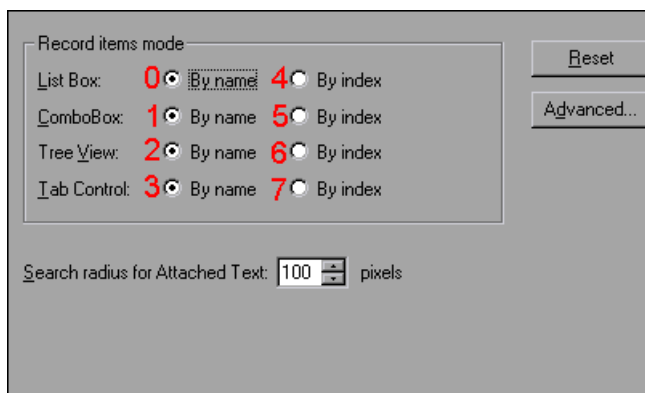 Record items mode
List Box: 0 By name 4 By index
ComboBox: 1 By name 5 By index
Tree View: 2 By name 6 By index
Tab Control: 3 By name 7 By index
Reset
Advanced...
Search radius for Attached Text: 100 pixels